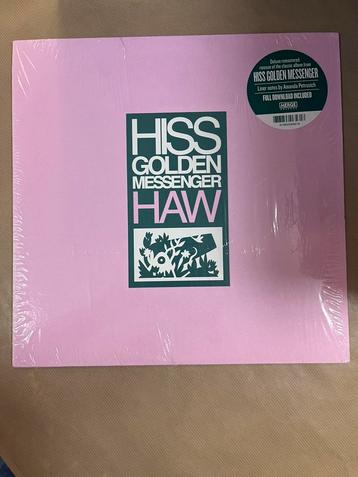 Deluxe remastered
reissue of the classic album from
HISS GOLDEN MESSENGER
Liner notes by Amanda Petrusich
FULL DOWNLOAD INCLUDED
MERGE
HISS
GOLDEN
MESSENGER
HAW